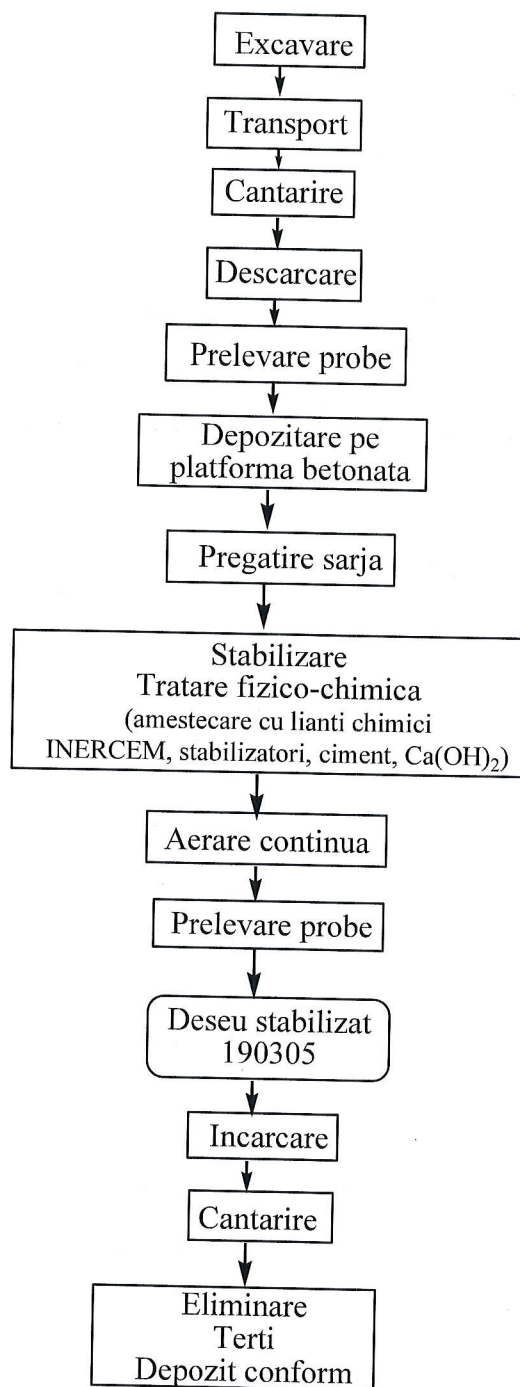 Excavare
Transport
Cantarire
Descarcare
Prelevare probe
Depozitare pe
platforma betonata
Pregatire sarja
Stabilizare
Tratare fizico-chimica
(amestecare cu lianti chimici
INERCEM, stabilizatori, ciment, Ca(OH)₂)
Aerare continua
Prelevare probe
Deseu stabilizat
190305
Incarcare
Cantarire
Eliminare
Terti
Depozit conform